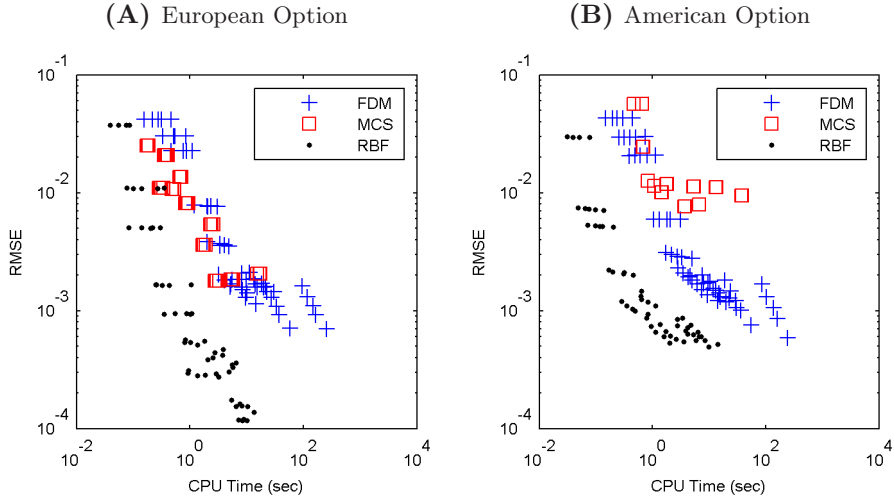 (A) European Option
10^-1
10^-2
10^-3
10^-4
RMSE
FDM
MCS
RBF
10^-2
10^0
10^2
10^4
CPU Time (sec)
(B) American Option
10^-1
10^-2
10^-3
10^-4
RMSE
FDM
MCS
RBF
10^-2
10^0
10^2
10^4
CPU Time (sec)